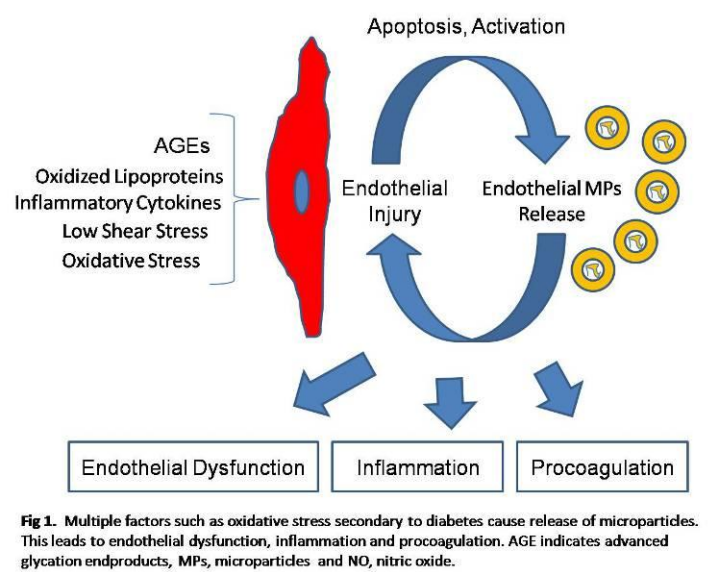 Apoptosis, Activation
AGEs
Oxidized Lipoproteins
Inflammatory Cytokines
Low Shear Stress
Oxidative Stress
Endothelial
Injury
Endothelial MPs
Release
Endothelial Dysfunction
Inflammation
Procoagulation
Fig 1. Multiple factors such as oxidative stress secondary to diabetes cause release of microparticles.
This leads to endothelial dysfunction, inflammation and procoagulation. AGE indicates advanced
glycation endproducts, MPs, microparticles and NO, nitric oxide.